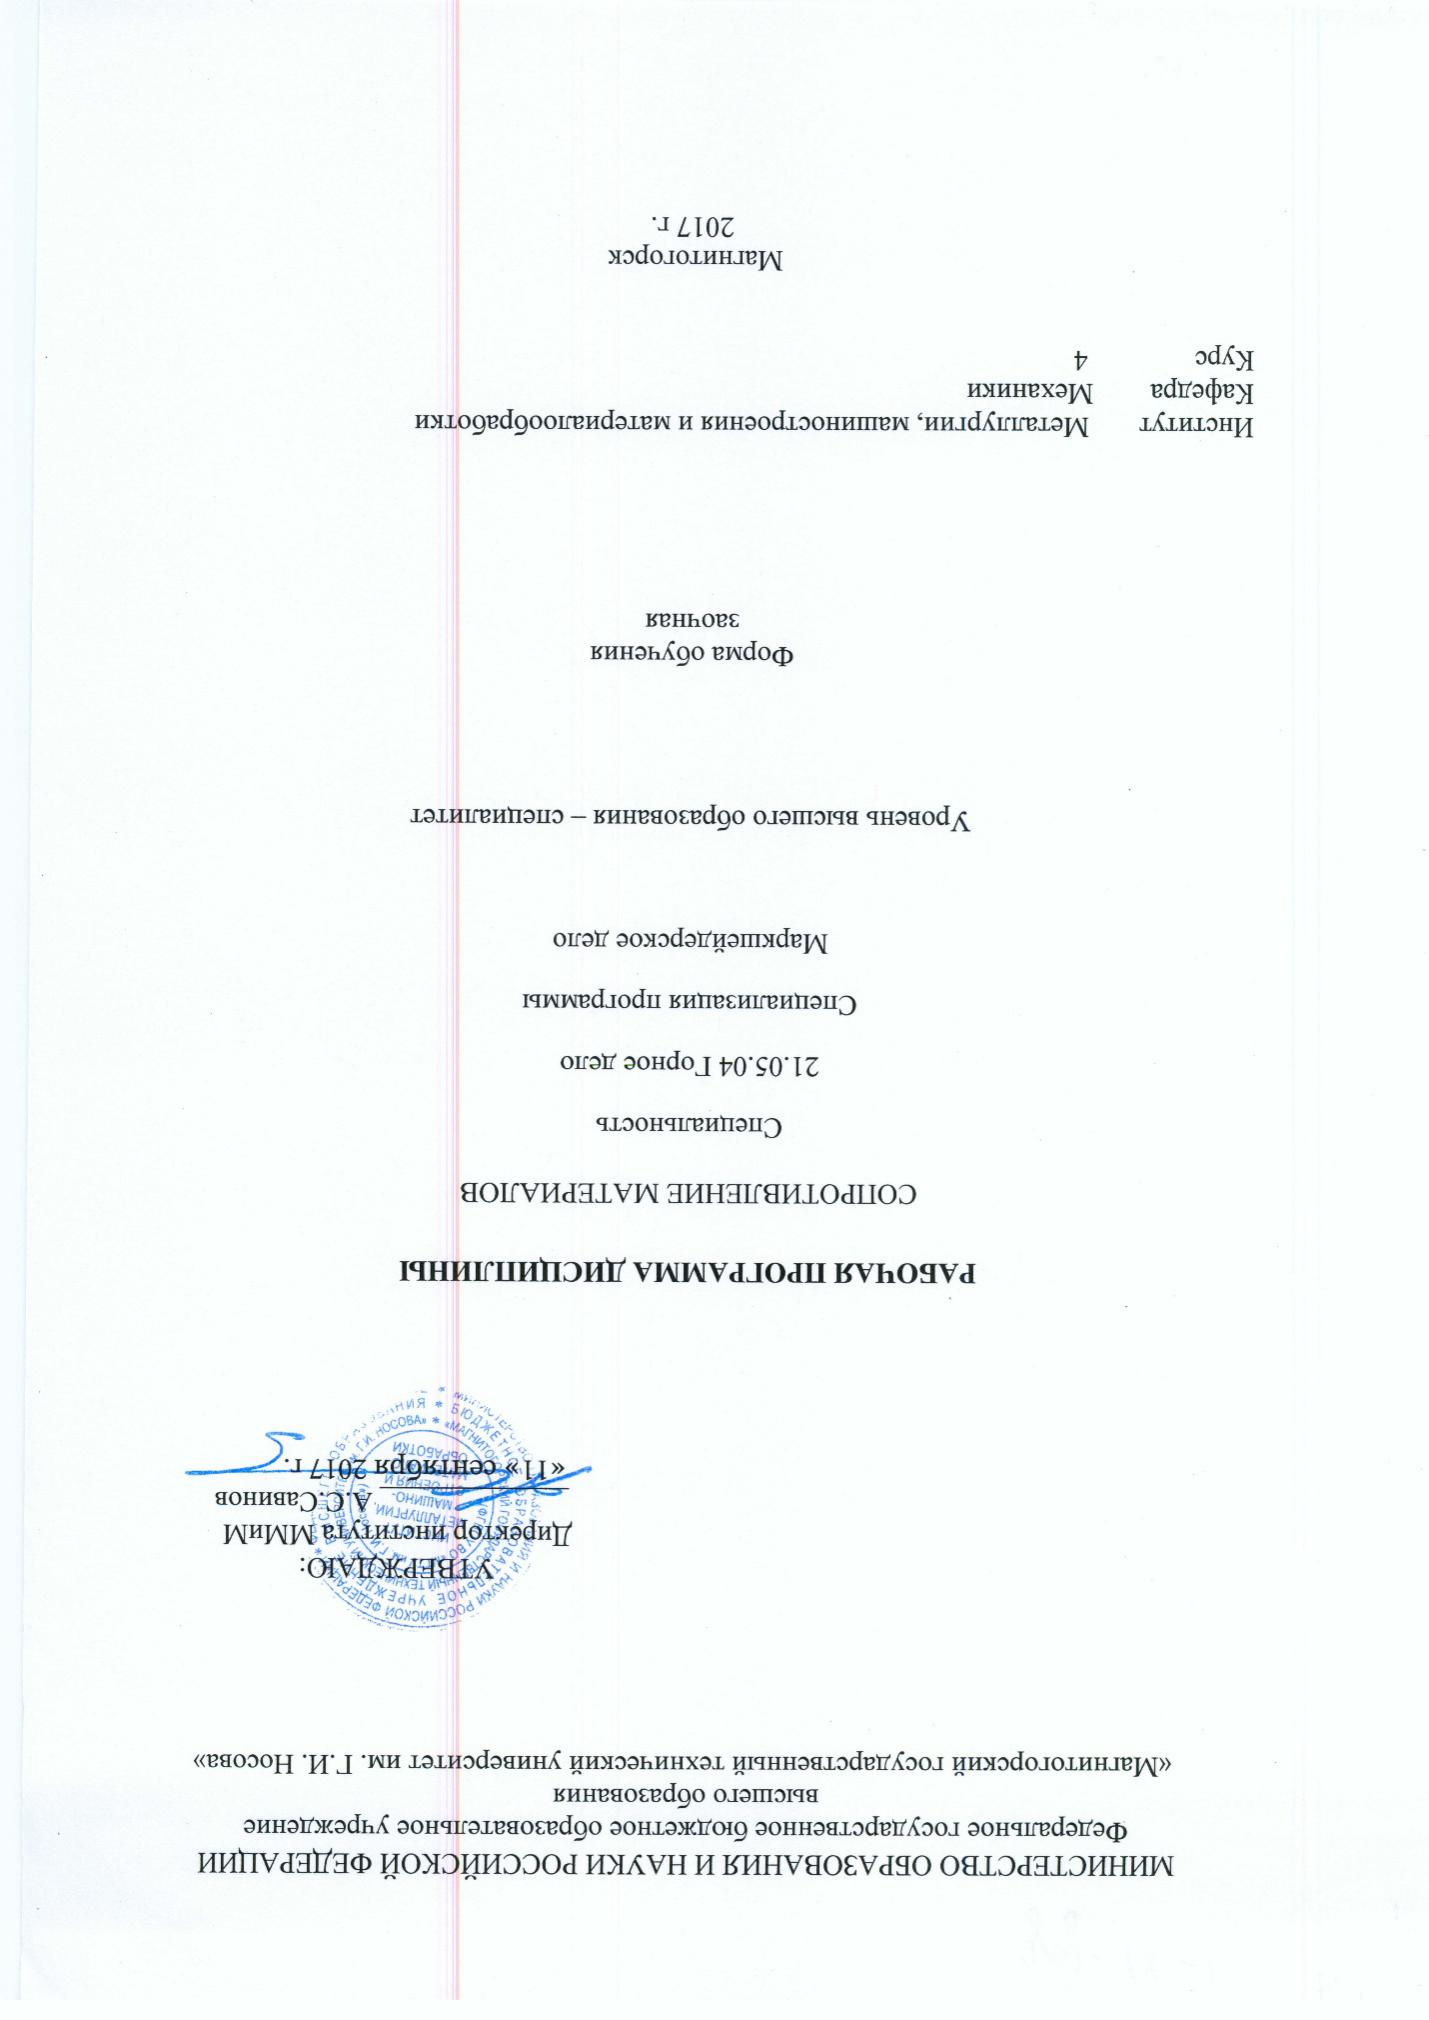 МИНИСТЕРСТВО ОБРАЗОВАНИЯ И НАУКИ РОССИЙСКОЙ ФЕДЕРАЦИИ
Федеральное государственное бюджетное образовательное учреждение
высшего образования
«Магнитогорский государственный технический университет им. Г.И. Носова»
УТВЕРЖДАЮ:
Директор института ММиМ
А.С.Савинов
«11» сентября 2017 г.
РАБОЧАЯ ПРОГРАММА ДИСЦИПЛИНЫ
СОПРОТИВЛЕНИЕ МАТЕРИАЛОВ
Специальность
21.05.04 Горное дело
Специализация программы
Маркшейдерское дело
Уровень высшего образования – специалитет
Форма обучения
заочная
Институт Металлургии, машиностроения и материалообработки
Кафедра Механики
Курс 4
Магнитогорск
2017 г.